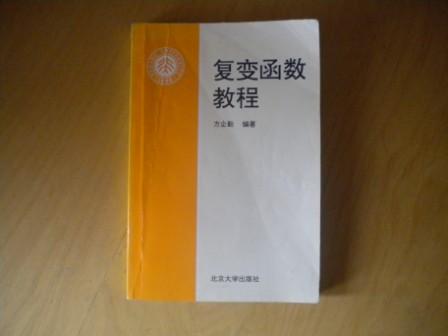 复变函数
教程
方企勤 编著
北京大学出版社